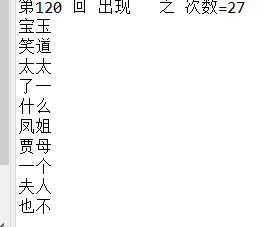 第120 回 出现   之 次数=27
宝玉
笑道
太太
了一
什么
凤姐
贾母
一个
夫人
也不